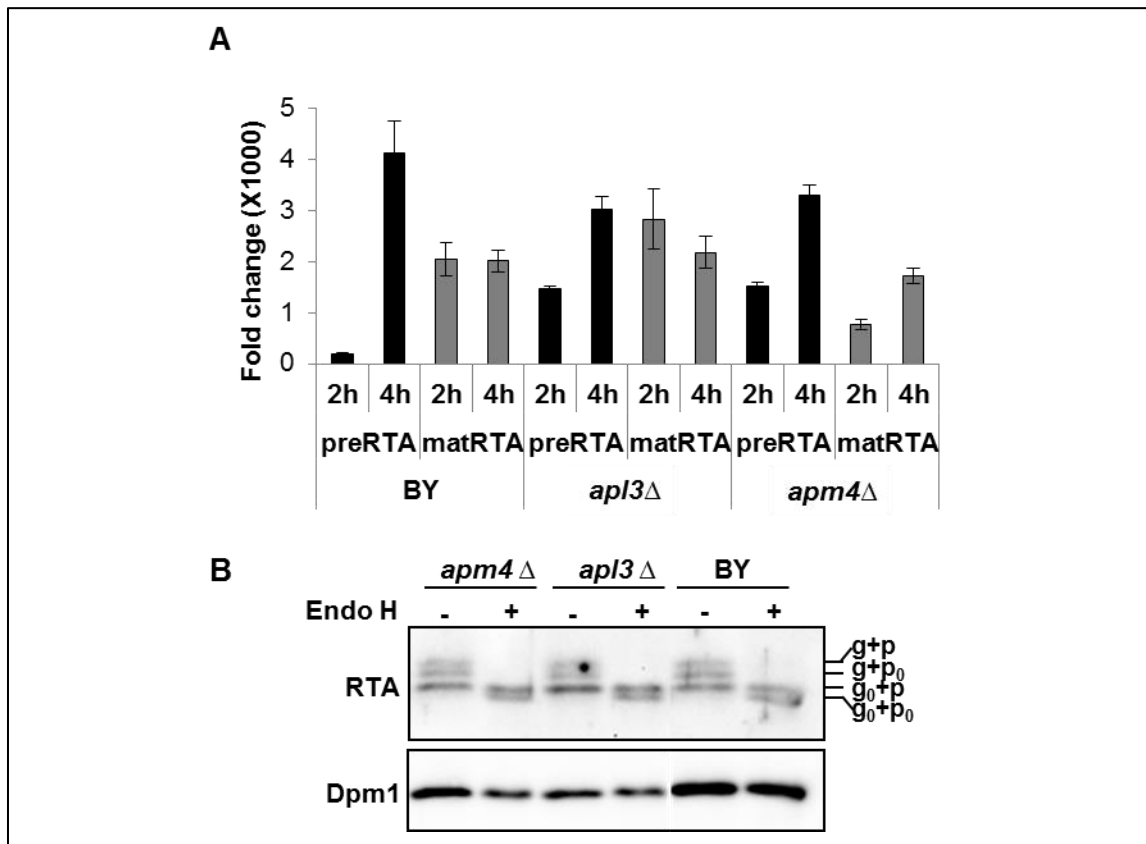 A
Fold change (X1000)
5
4
3
2
1
0
2h 4h 2h 4h 2h 4h 2h 4h 2h 4h 2h 4h
preRTA matRTA preRTA matRTA preRTA matRTA
BY apl3Δ apm4Δ
B
apm4 Δ apl3 Δ BY
Endo H - + - + - +
RTA
g+p
g+p₀
g₀+p
g₀+p₀
Dpm1